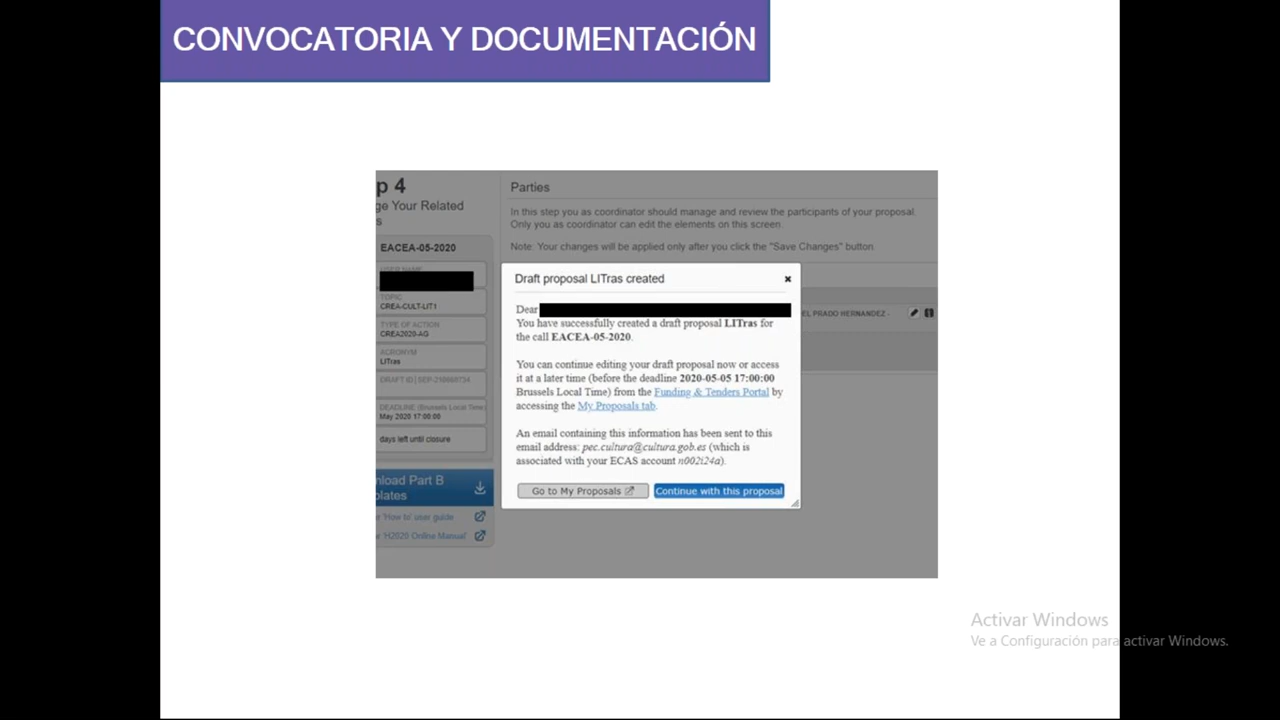 CONVOCATORIA Y DOCUMENTACIÓN
p 4
ge Your Related
s
EACEA-05-2020
USER NAME
TOPIC
CREA-CULT-LIT1
TYPE OF ACTION
CREA2020-AG
ACRONYM
LITras
DRAFT ID | SEP-210660734
DEADLINE (Brussels Local Time)
May 2020 17:00:00
days left until closure
nload Part B
plates
'How to' user guide
'H2020 Online Manual'
Parties
In this step you as coordinator should manage and review the participants of your proposal.
Only you as coordinator can edit the elements on this screen.
Note: Your changes will be applied only after you click the "Save Changes" button.
EL PRADO HERNANDEZ -
Draft proposal LITras created
Dear
You have successfully created a draft proposal LITras for
the call EACEA-05-2020.
You can continue editing your draft proposal now or access
it at a later time (before the deadline 2020-05-05 17:00:00
Brussels Local Time) from the Funding & Tenders Portal by
accessing the My Proposals tab.
An email containing this information has been sent to this
email address: pec.cultura@cultura.gob.es (which is
associated with your ECAS account n002i24a).
Go to My Proposals
Continue with this proposal
Activar Windows
Ve a Configuración para activar Windows.